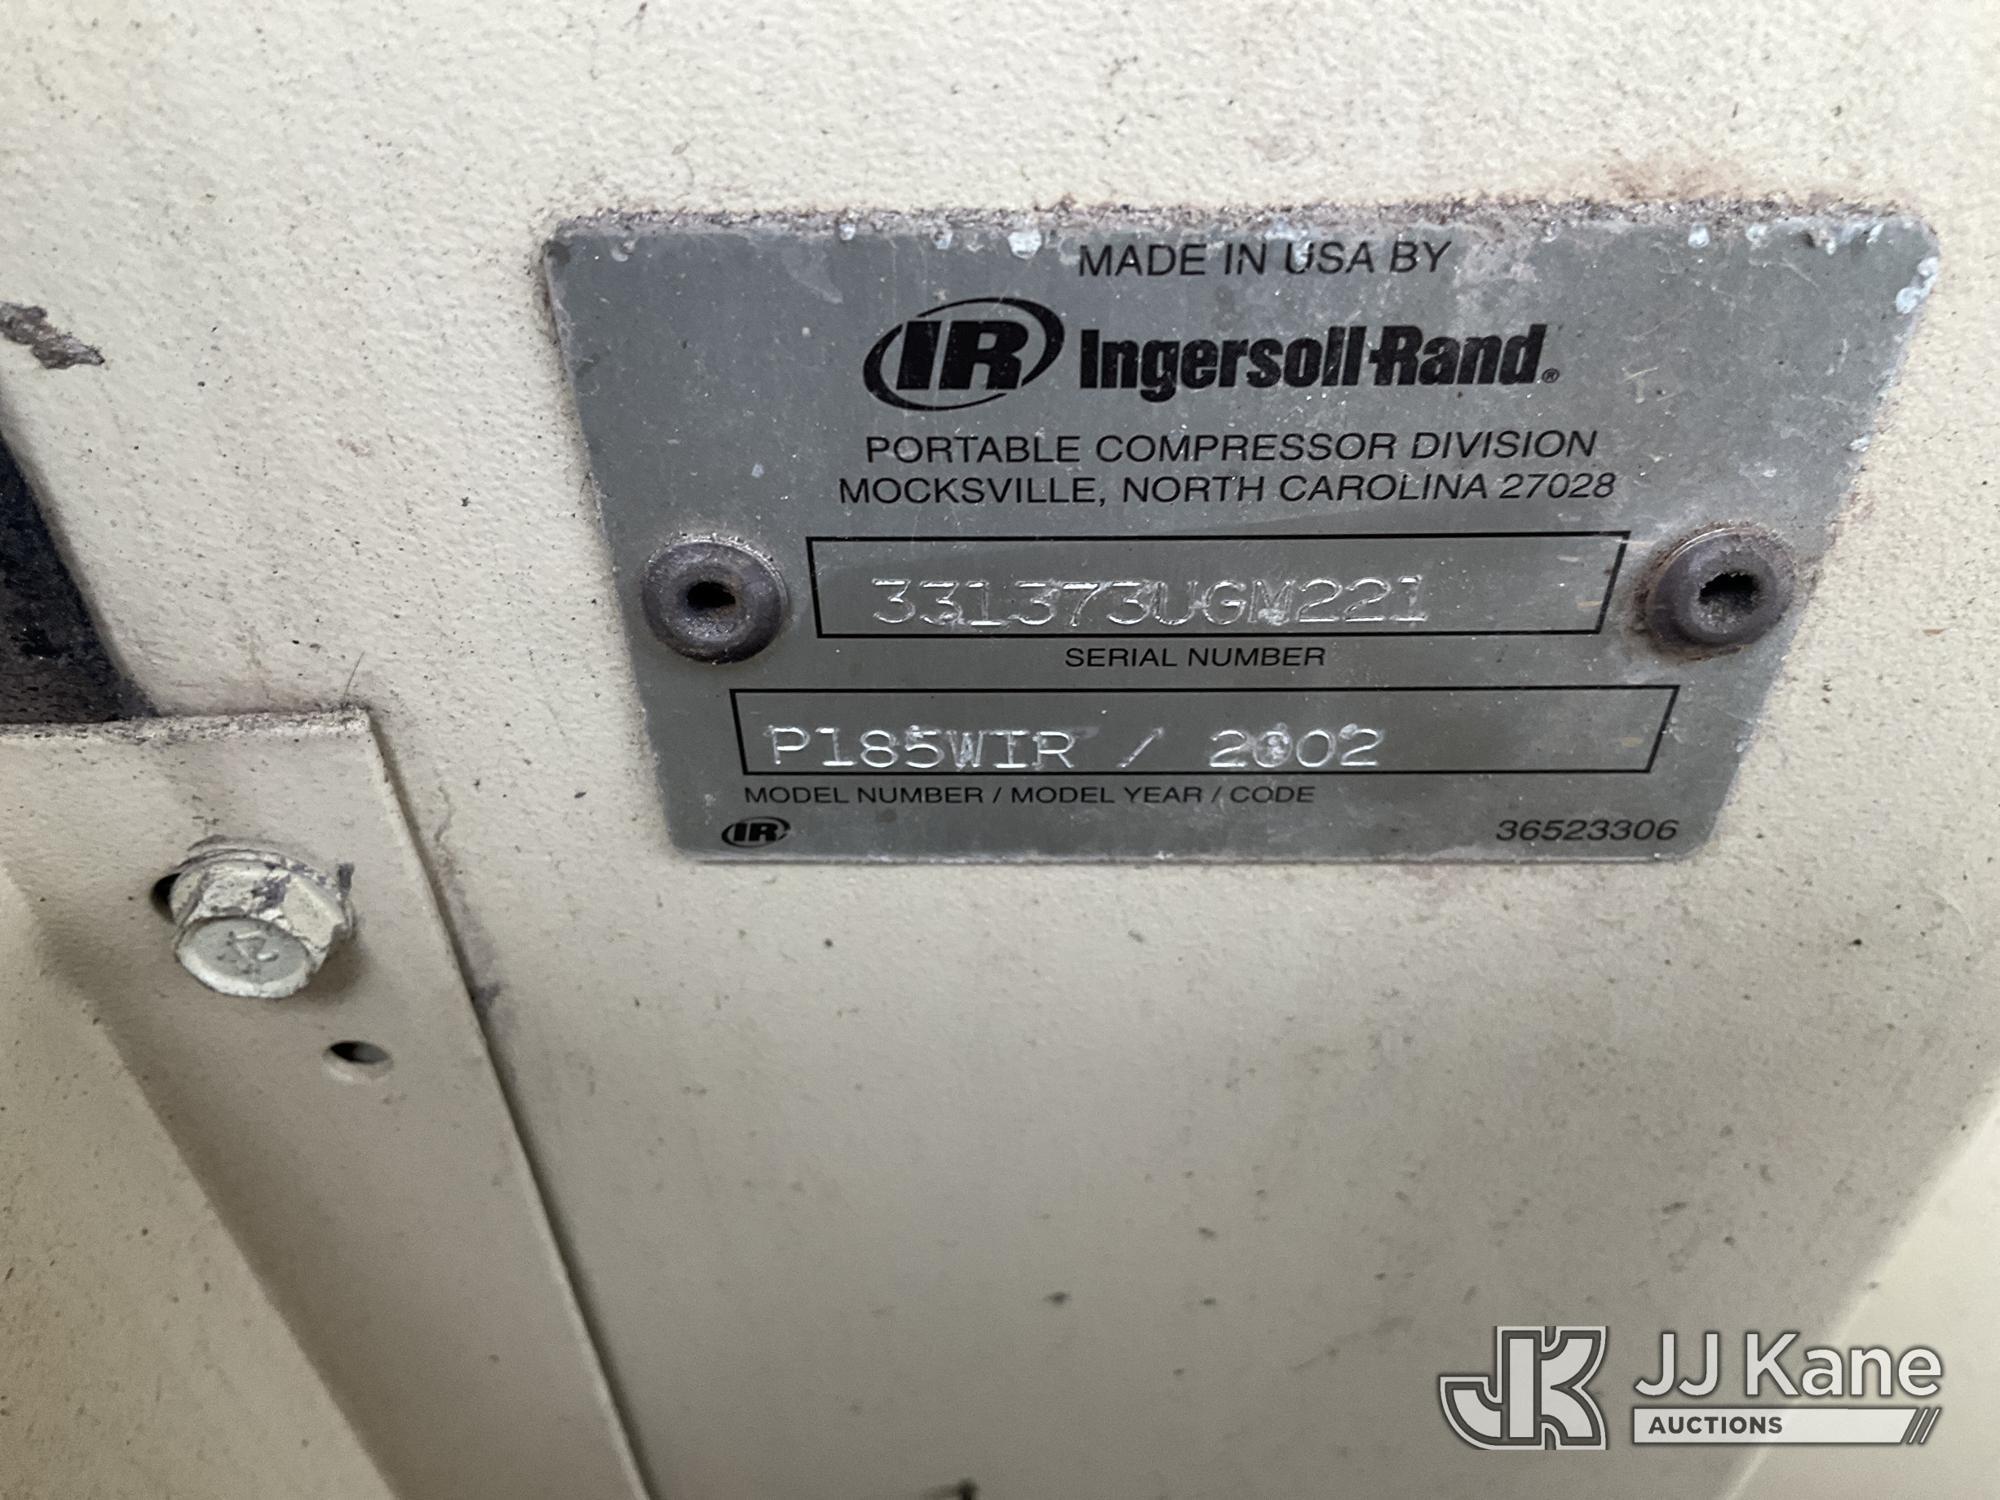 MADE IN USA BY
IR Ingersoll-Rand®
PORTABLE COMPRESSOR DIVISION
MOCKSVILLE, NORTH CAROLINA 27028
331373UGM221
SERIAL NUMBER
P185WIR / 2002
MODEL NUMBER / MODEL YEAR / CODE
IR 36523306
JK JJ Kane
AUCTIONS